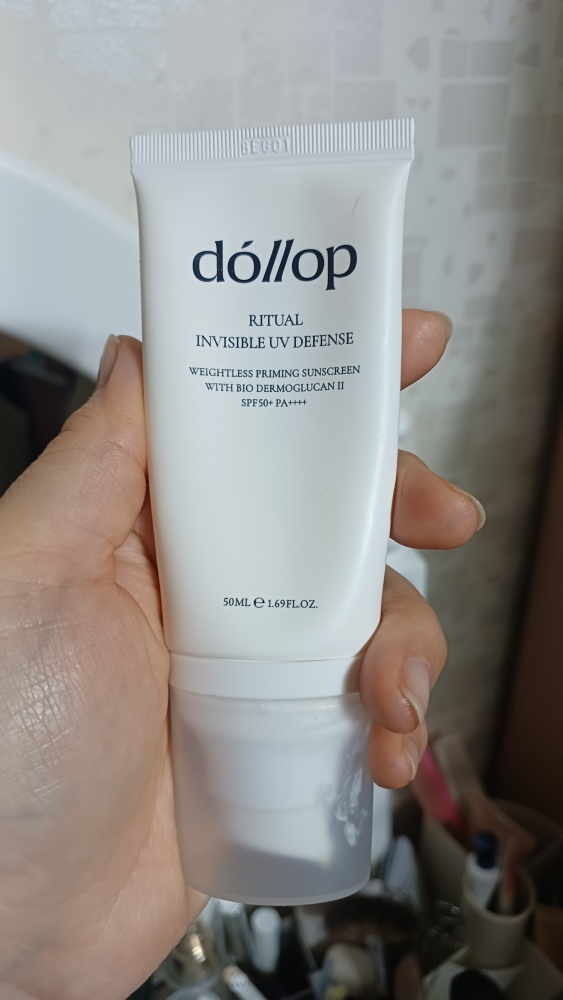 dóllop
RITUAL
INVISIBLE UV DEFENSE
WEIGHTLESS PRIMING SUNSCREEN
WITH BIO DERMOGLUCAN II
SPF50+ PA++++
50ML ℮ 1.69FL.OZ.